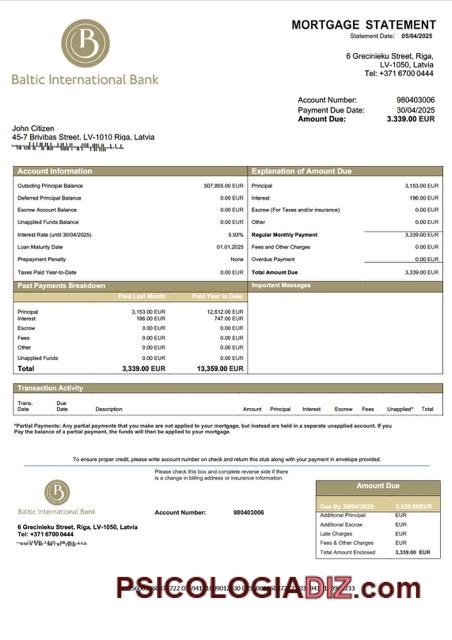 MORTGAGE STATEMENT
Statement Date: 05/04/2025
B
Baltic International Bank
6 Grecinieku Street, Riga,
LV-1050, Latvia
Tel: +371 6700 0444
Account Number: 980403006
Payment Due Date: 30/04/2025
Amount Due: 3.339.00 EUR
John Citizen
45-7 Brivibas Street. LV-1010 Riga, Latvia
Account Information
Outsiding Principal Balance 507,855.00 EUR
Deferred Principal Balance 0.00 EUR
Escrow Account Balance 0.00 EUR
Unapplied Funds Balance 0.00 EUR
Interest Rate (until 30/04/2025) 5.93%
Loan Maturity Date 01.01.2025
Prepayment Penalty None
Taxes Paid Year-to-Date 0.00 EUR
Explanation of Amount Due
Principal 3,153.00 EUR
Interest 186.00 EUR
Escrow (For Taxes and/or insurance) 0.00 EUR
Other 0.00 EUR
Regular Monthly Payment 3,339.00 EUR
Fees and Other Charges 0.00 EUR
Overdue Payment 0.00 EUR
Total Amount Due 3,339.00 EUR
Past Payments Breakdown
Paid Last Month Paid Year to Date
Principal 3,153.00 EUR 12,612.00 EUR
Interest 186.00 EUR 747.00 EUR
Escrow 0.00 EUR 0.00 EUR
Fees 0.00 EUR 0.00 EUR
Other 0.00 EUR 0.00 EUR
Unapplied Funds 0.00 EUR 0.00 EUR
Total 3,339.00 EUR 13,359.00 EUR
Important Messages
Transaction Activity
Trans. Date Due Date Description Amount Principal Interest Escrow Fees Unapplied* Total
*Partial Payments: Any partial payments that you make are not applied to your mortgage, but instead are held in a separate unapplied account. If you
Pay the balance of a partial payment, the funds will then be applied to your mortgage.
To ensure proper credit, please write account number on check and return this stub along with your payment in envelope provided.
Please check this box and complete reverse side if there
is a change in billing address or insurance information.
B
Baltic International Bank
6 Grecinieku Street, Riga, LV-1050, Latvia
Tel: +371 6700 0444
Account Number: 980403006
Amount Due
Due By 30/04/2025: 3,339.00EUR
Additional Principal EUR
Additional Escrow EUR
Late Charges EUR
Fees & Other Charges EUR
Total Amount Enclosed 3,339.00 EUR
PSICOLOGIADIZ.com